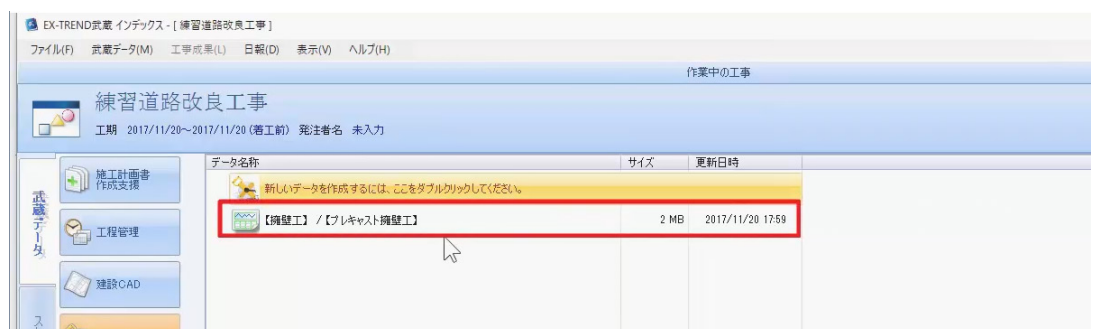 EX-TREND武蔵 インデックス - [ 練習道路改良工事 ]
ファイル(F) 武蔵データ(M) 工事成果(L) 日報(D) 表示(V) ヘルプ(H)
作業中の工事
練習道路改良工事
工期 2017/11/20～2017/11/20 (着工前) 発注者名 未入力
データ名称 サイズ 更新日時
武蔵データ
施工計画書
作成支援
新しいデータを作成するには、ここをダブルクリックしてください。
【擁壁工】 / 【プレキャスト擁壁工】 2 MB 2017/11/20 17:59
工程管理
建設CAD
ス